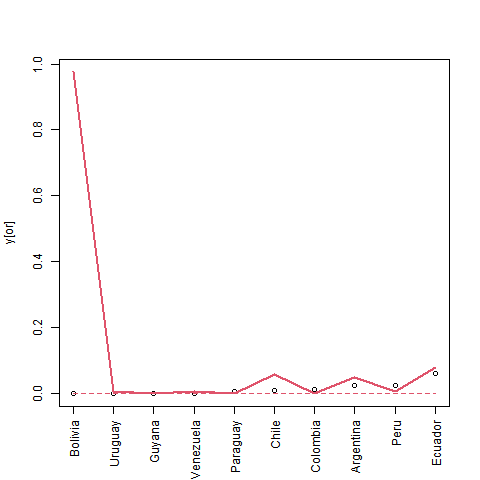 y[or]
1.0
0.8
0.6
0.4
0.2
0.0
Bolivia
Uruguay
Guyana
Venezuela
Paraguay
Chile
Colombia
Argentina
Peru
Ecuador